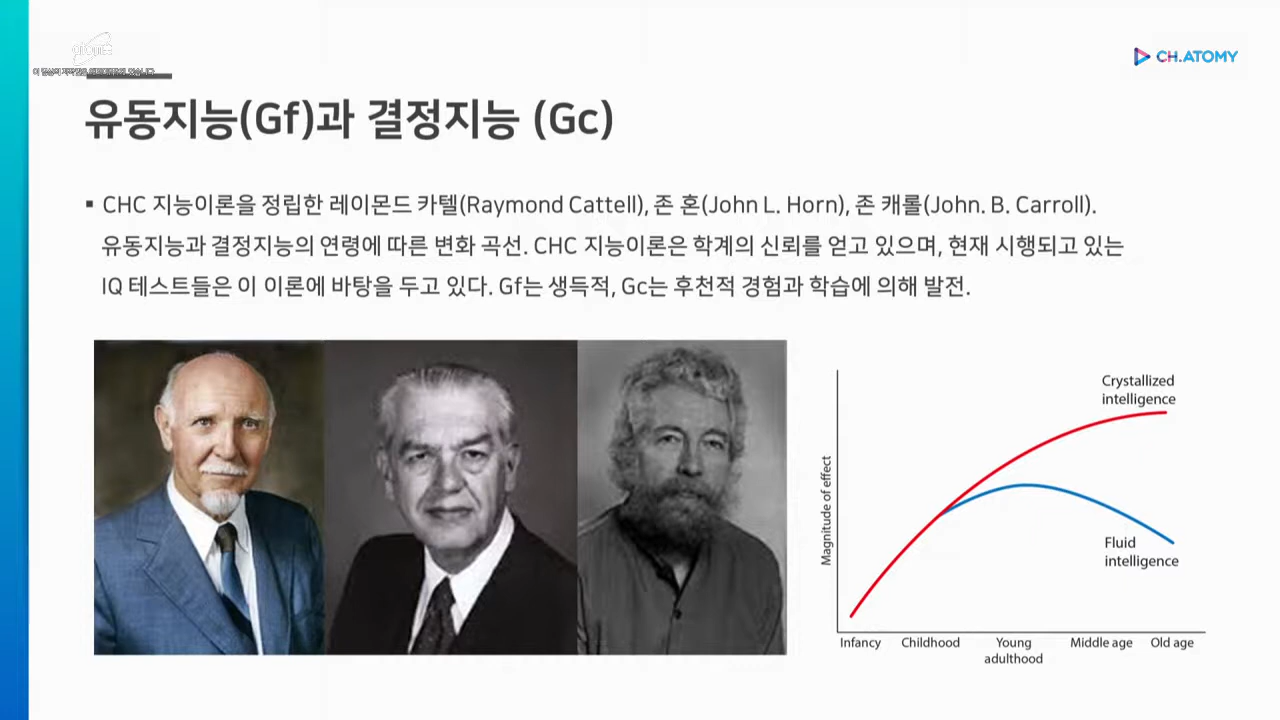 CH.ATOMY
유동지능(Gf)과 결정지능 (Gc)
▪ CHC 지능이론을 정립한 레이몬드 카텔(Raymond Cattell), 존 혼(John L. Horn), 존 캐롤(John. B. Carroll).
유동지능과 결정지능의 연령에 따른 변화 곡선. CHC 지능이론은 학계의 신뢰를 얻고 있으며, 현재 시행되고 있는
IQ 테스트들은 이 이론에 바탕을 두고 있다. Gf는 생득적, Gc는 후천적 경험과 학습에 의해 발전.
Crystallized
intelligence
Magnitude of effect
Fluid
intelligence
Infancy Childhood Young Middle age Old age
adulthood